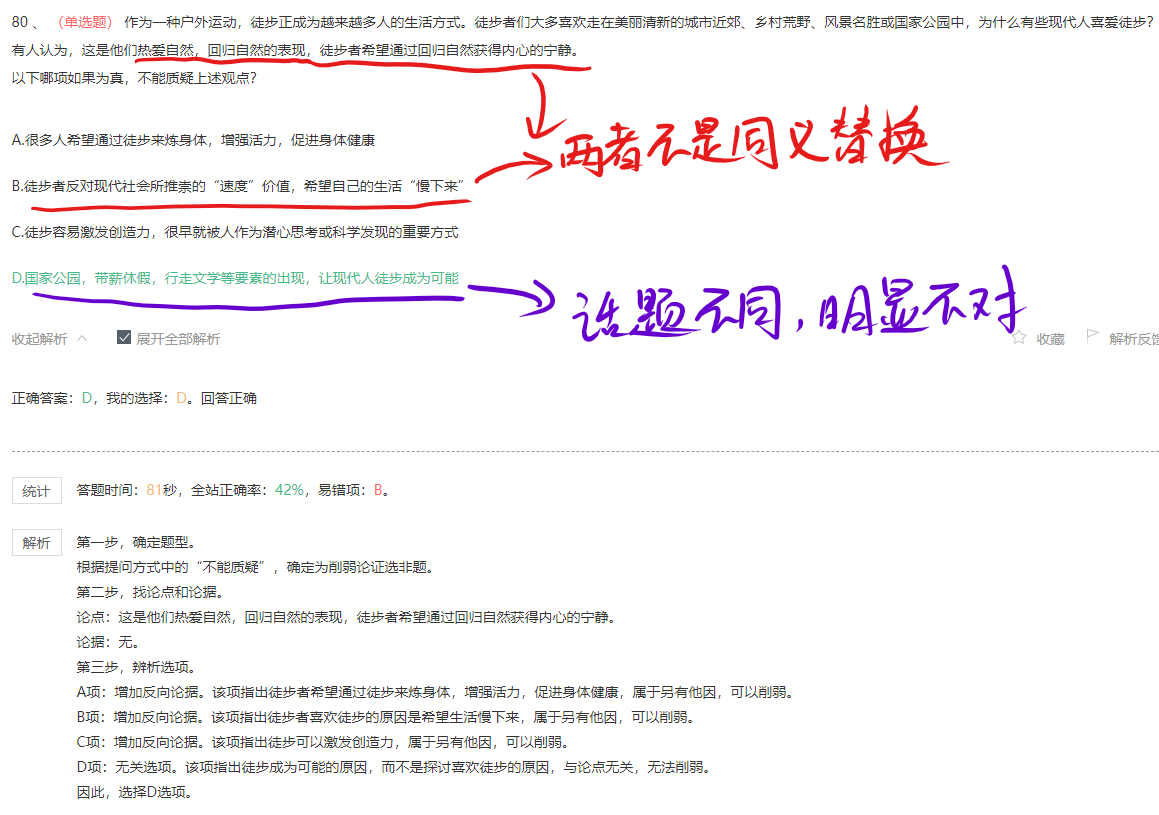 80 、 （单选题） 作为一种户外运动，徒步正成为越来越多人的生活方式。徒步者们大多喜欢走在美丽清新的城市近郊、乡村荒野、风景名胜或国家公园中，为什么有些现代人喜爱徒步？
有人认为，这是他们热爱自然，回归自然的表现，徒步者希望通过回归自然获得内心的宁静。
以下哪项如果为真，不能质疑上述观点？
A.很多人希望通过徒步来炼身体，增强活力，促进身体健康
两者不是同义替换
B.徒步者反对现代社会所推崇的“速度”价值，希望自己的生活“慢下来”
C.徒步容易激发创造力，很早就被人作为潜心思考或科学发现的重要方式
D.国家公园，带薪休假，行走文学等要素的出现，让现代人徒步成为可能
话题不同，明显不对
收起解析 展开全部解析 收藏 解析反馈
正确答案：D，我的选择：D。回答正确
统计 答题时间：81秒，全站正确率：42%，易错项：B。
解析 第一步，确定题型。
根据提问方式中的“不能质疑”，确定为削弱论证选非题。
第二步，找论点和论据。
论点：这是他们热爱自然，回归自然的表现，徒步者希望通过回归自然获得内心的宁静。
论据：无。
第三步，辨析选项。
A项：增加反向论据。该项指出徒步者希望通过徒步来炼身体，增强活力，促进身体健康，属于另有他因，可以削弱。
B项：增加反向论据。该项指出徒步者喜欢徒步的原因是希望生活慢下来，属于另有他因，可以削弱。
C项：增加反向论据。该项指出徒步可以激发创造力，属于另有他因，可以削弱。
D项：无关选项。该项指出徒步成为可能的原因，而不是探讨喜欢徒步的原因，与论点无关，无法削弱。
因此，选择D选项。